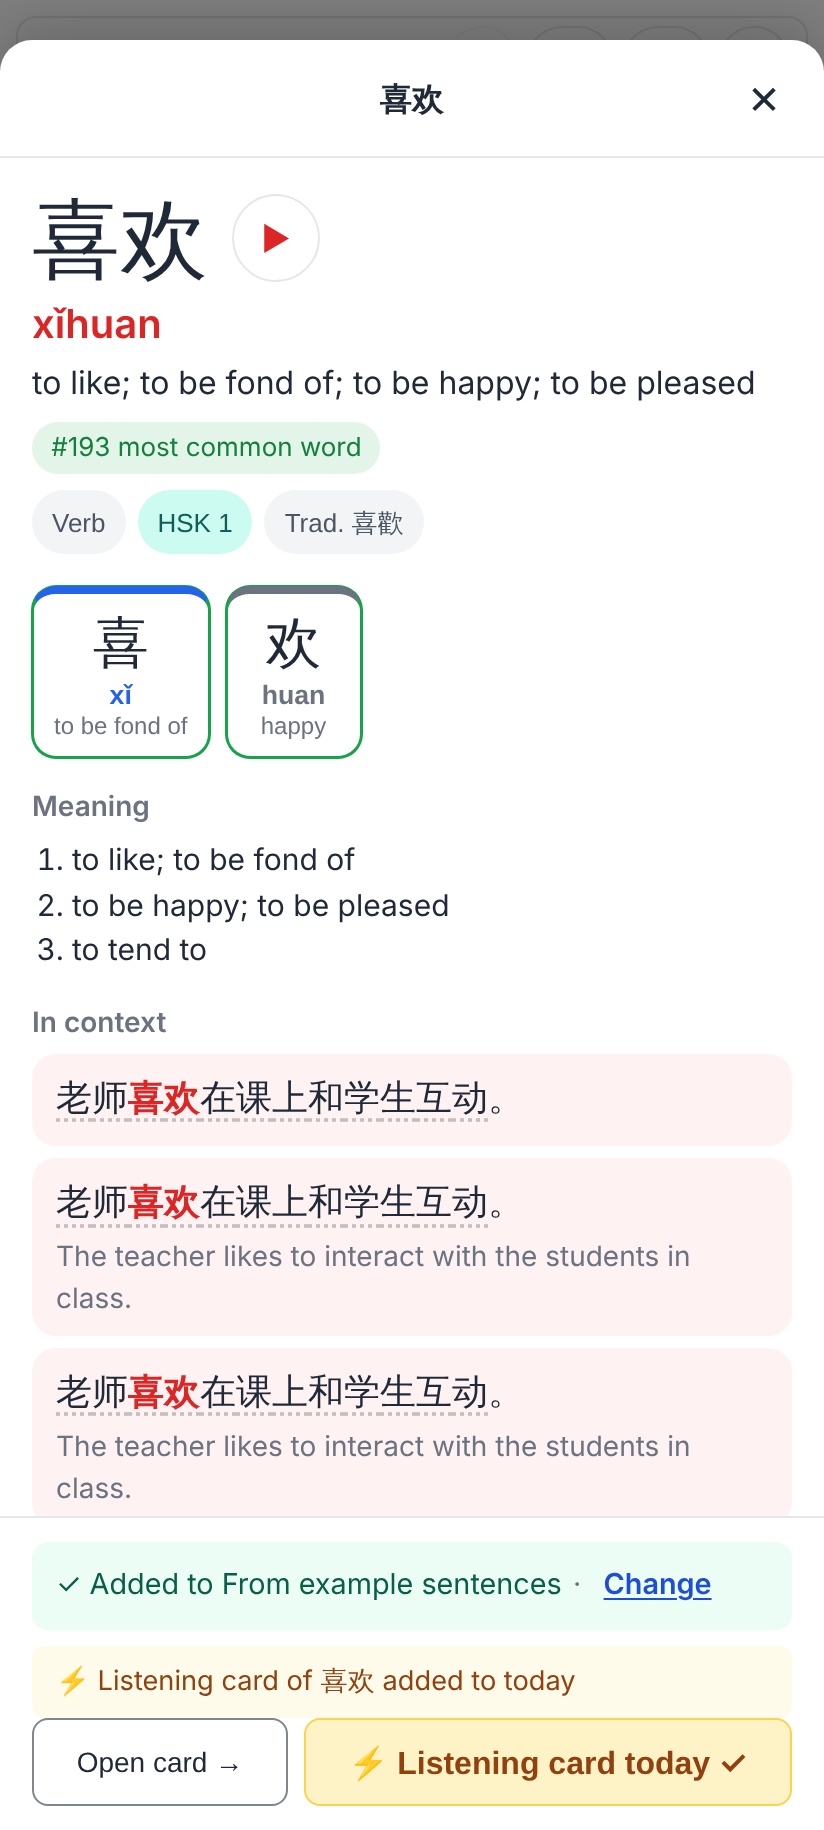 喜欢
✕
喜欢
xǐhuan
to like; to be fond of; to be happy; to be pleased
#193 most common word
Verb HSK 1 Trad. 喜歡
喜 欢
xǐ huan
to be fond of happy
Meaning
1. to like; to be fond of
2. to be happy; to be pleased
3. to tend to
In context
老师喜欢在课上和学生互动。
老师喜欢在课上和学生互动。
The teacher likes to interact with the students in
class.
老师喜欢在课上和学生互动。
The teacher likes to interact with the students in
class.
✓ Added to From example sentences · Change
⚡ Listening card of 喜欢 added to today
Open card → ⚡ Listening card today ✓